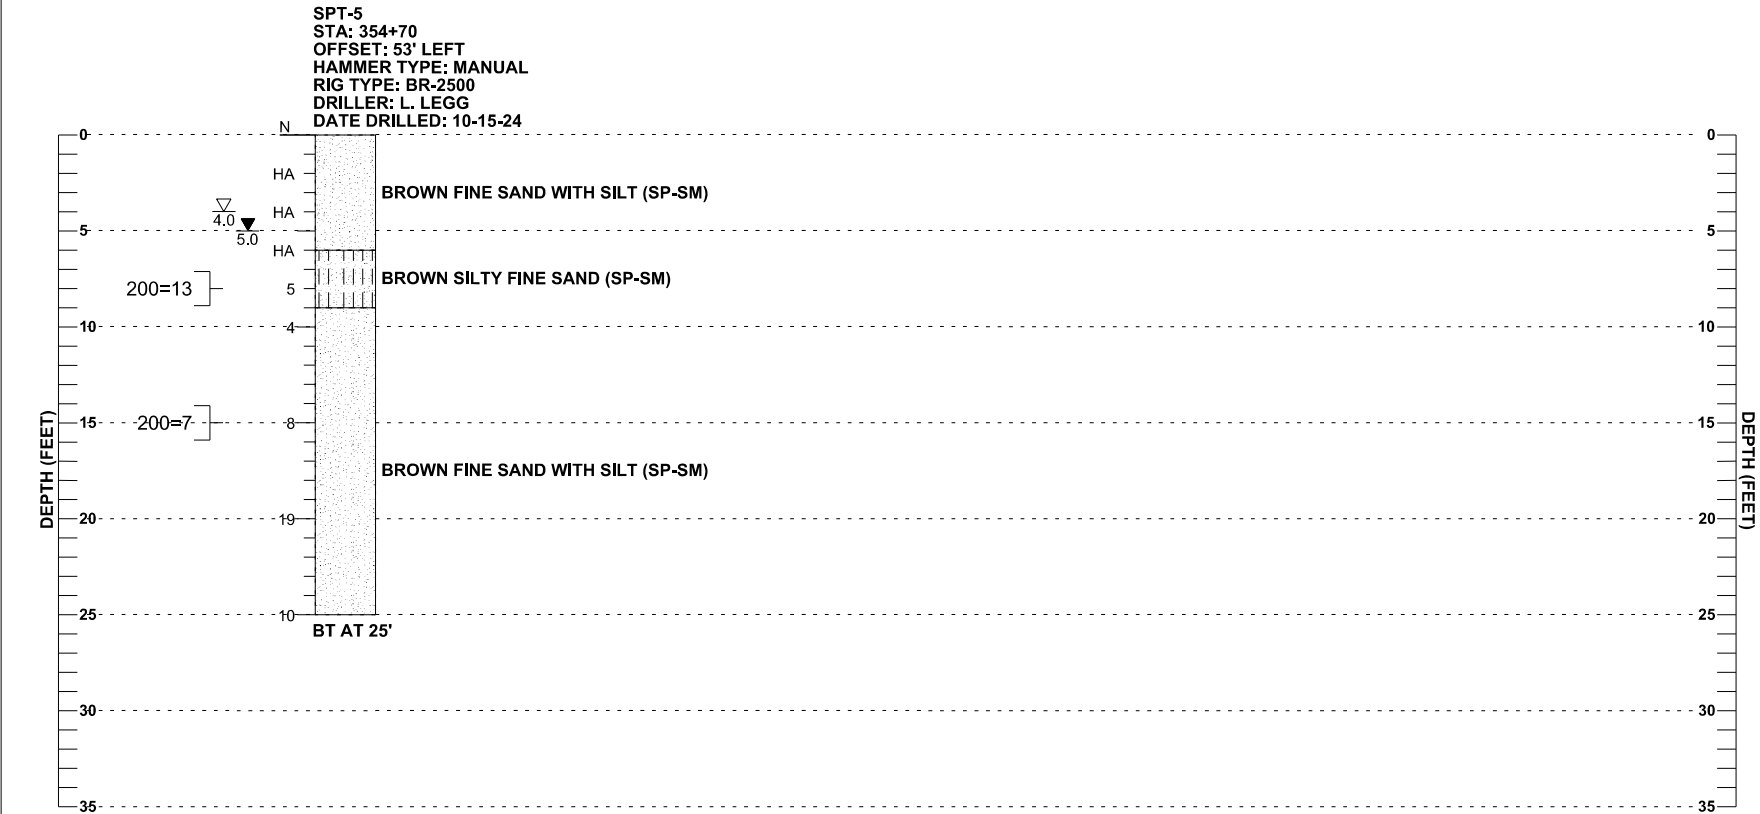 SPT-5
STA: 354+70
OFFSET: 53' LEFT
HAMMER TYPE: MANUAL
RIG TYPE: BR-2500
DRILLER: L. LEGG
DATE DRILLED: 10-15-24
N
0
0
HA
BROWN FINE SAND WITH SILT (SP-SM)
4.0
HA
5
5.0
5
HA
BROWN SILTY FINE SAND (SP-SM)
200=13
5
10
4
10
15
200=7
8
15
DEPTH (FEET)
DEPTH (FEET)
BROWN FINE SAND WITH SILT (SP-SM)
20
19
20
25
10
25
BT AT 25'
30
30
35
35